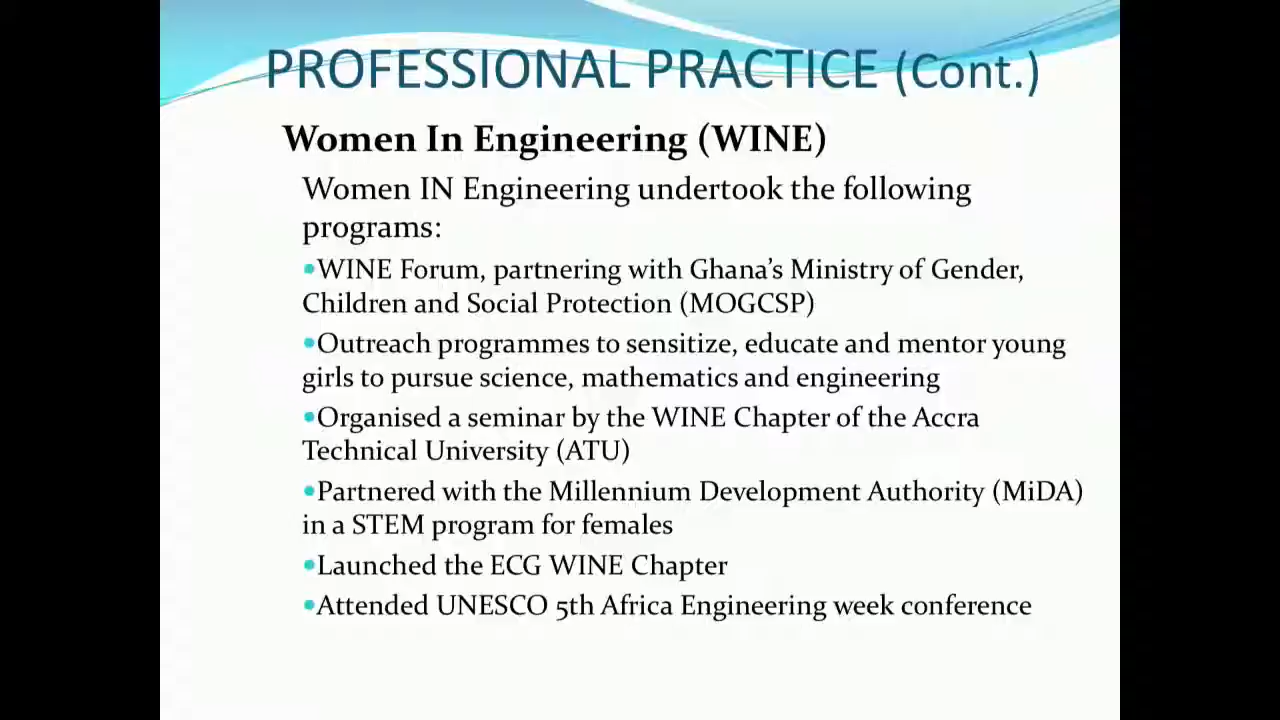 PROFESSIONAL PRACTICE (Cont.)
Women In Engineering (WINE)
Women IN Engineering undertook the following
programs:
•WINE Forum, partnering with Ghana’s Ministry of Gender,
Children and Social Protection (MOGCSP)
•Outreach programmes to sensitize, educate and mentor young
girls to pursue science, mathematics and engineering
•Organised a seminar by the WINE Chapter of the Accra
Technical University (ATU)
•Partnered with the Millennium Development Authority (MiDA)
in a STEM program for females
•Launched the ECG WINE Chapter
•Attended UNESCO 5th Africa Engineering week conference